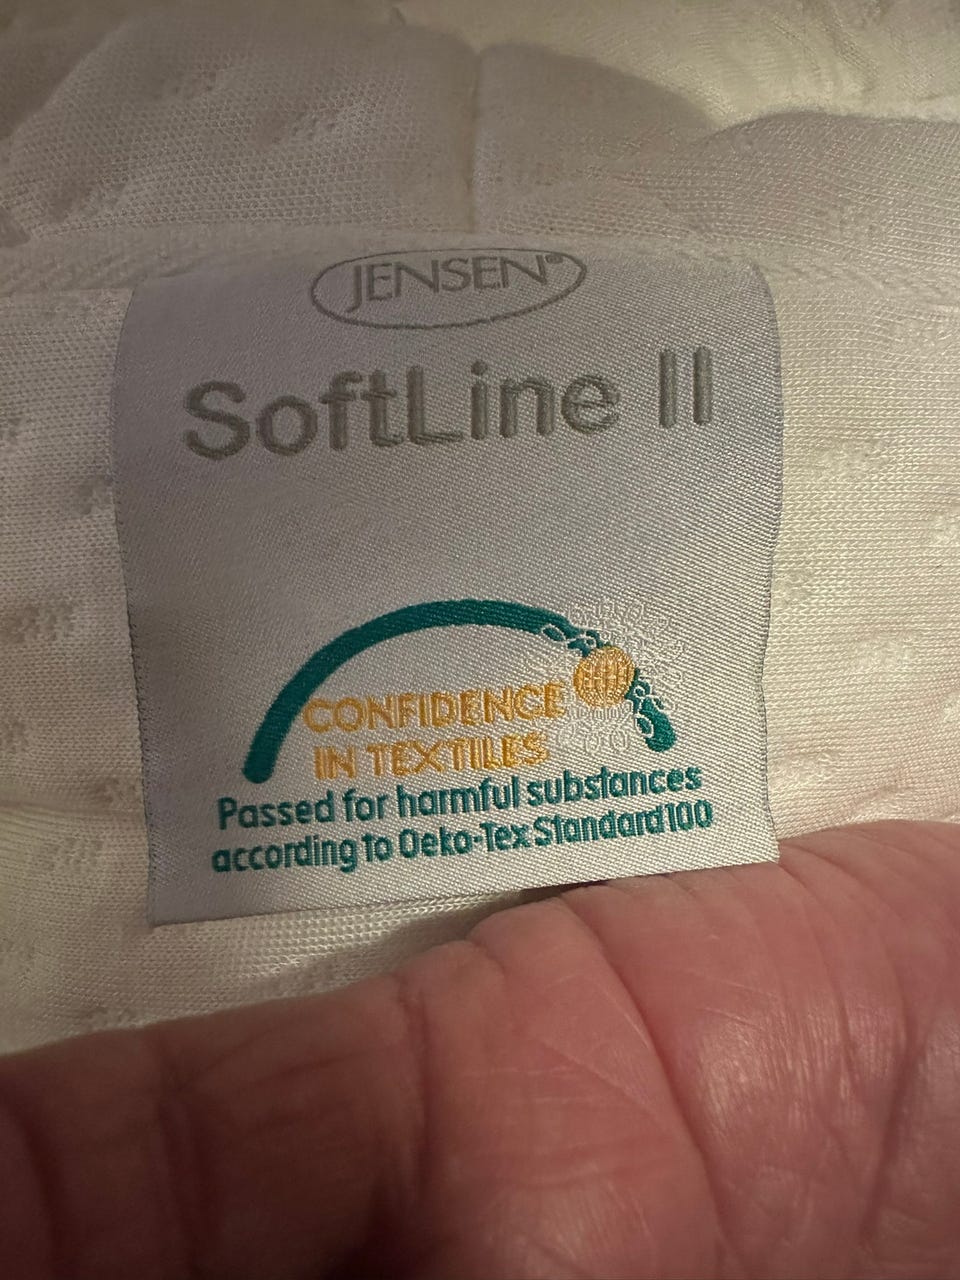 JENSEN®
SoftLine II
CONFIDENCE
IN TEXTILES
Passed for harmful substances
according to Oeko-Tex Standard 100